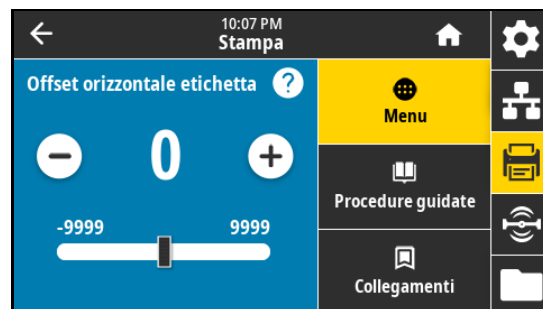 10:07 PM
Stampa
Offset orizzontale etichetta ?
0
-9999 9999
Menu
Procedure guidate
Collegamenti